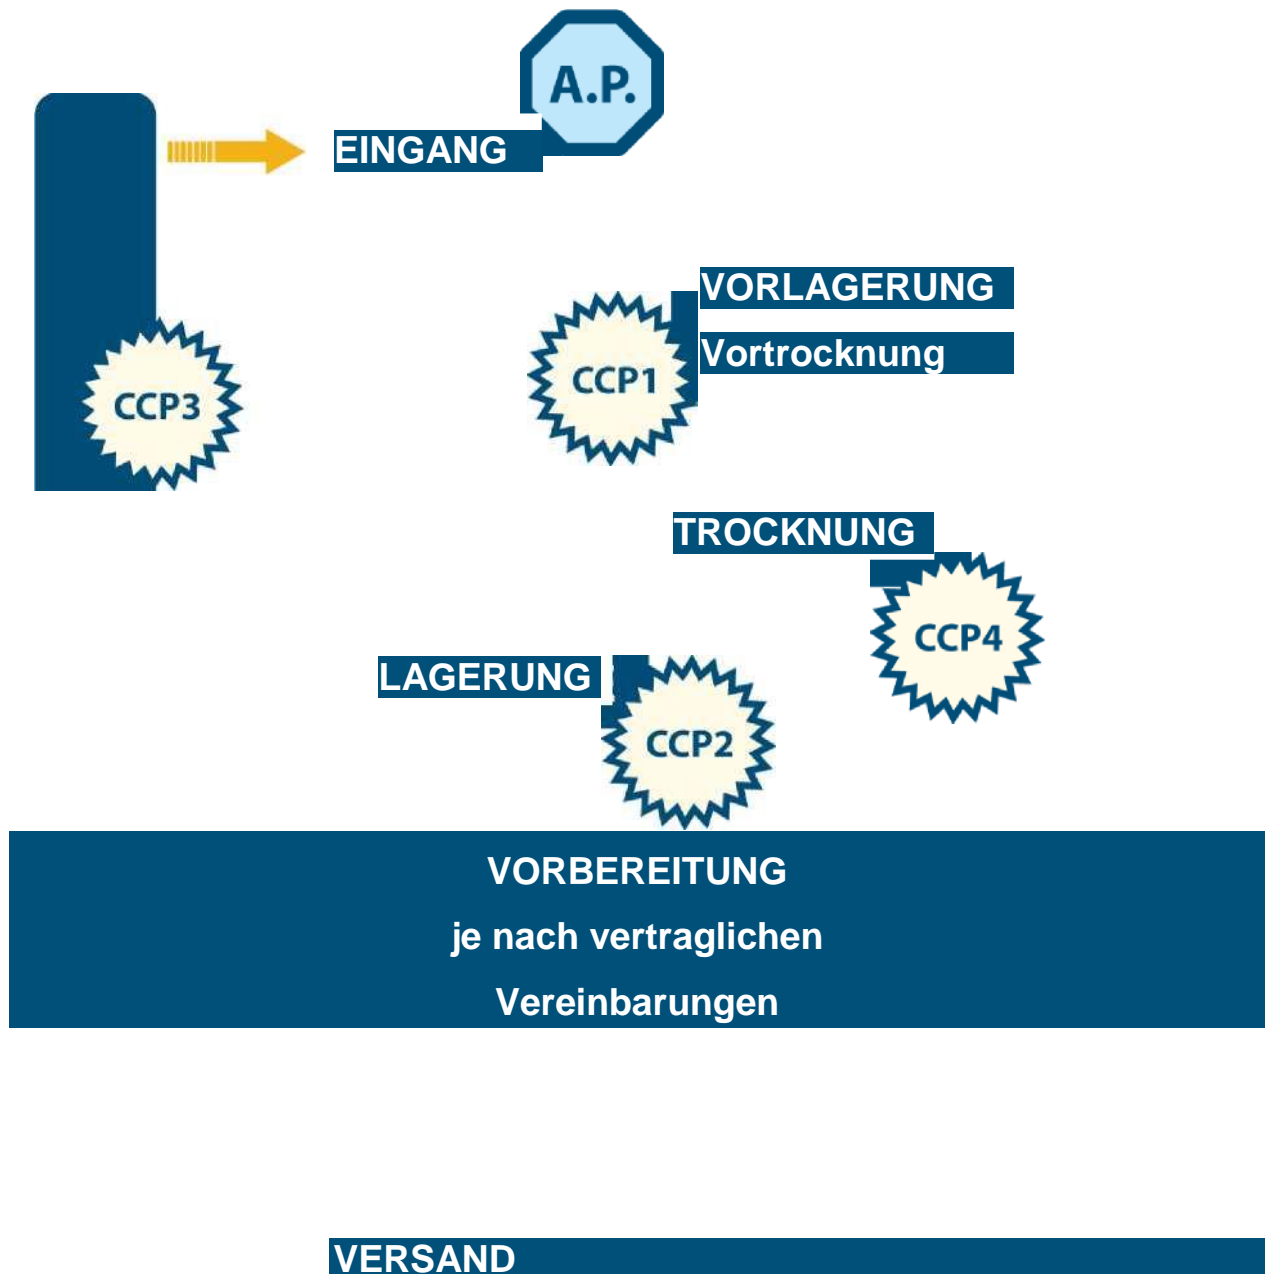 A.P.
EINGANG
VORLAGERUNG
Vortrocknung
CCP3
CCP1
TROCKNUNG
CCP4
LAGERUNG
CCP2
VORBEREITUNG
je nach vertraglichen
Vereinbarungen
VERSAND